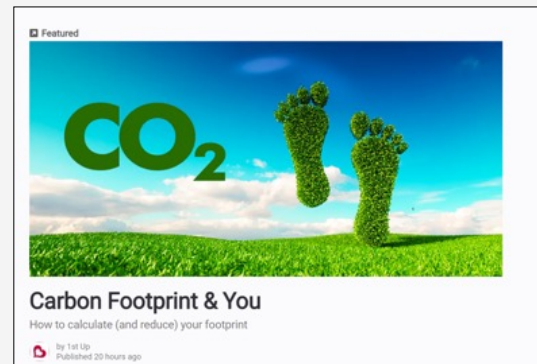 Featured
CO2
Carbon Footprint & You
How to calculate (and reduce) your footprint
by 1st Up
Published 20 hours ago